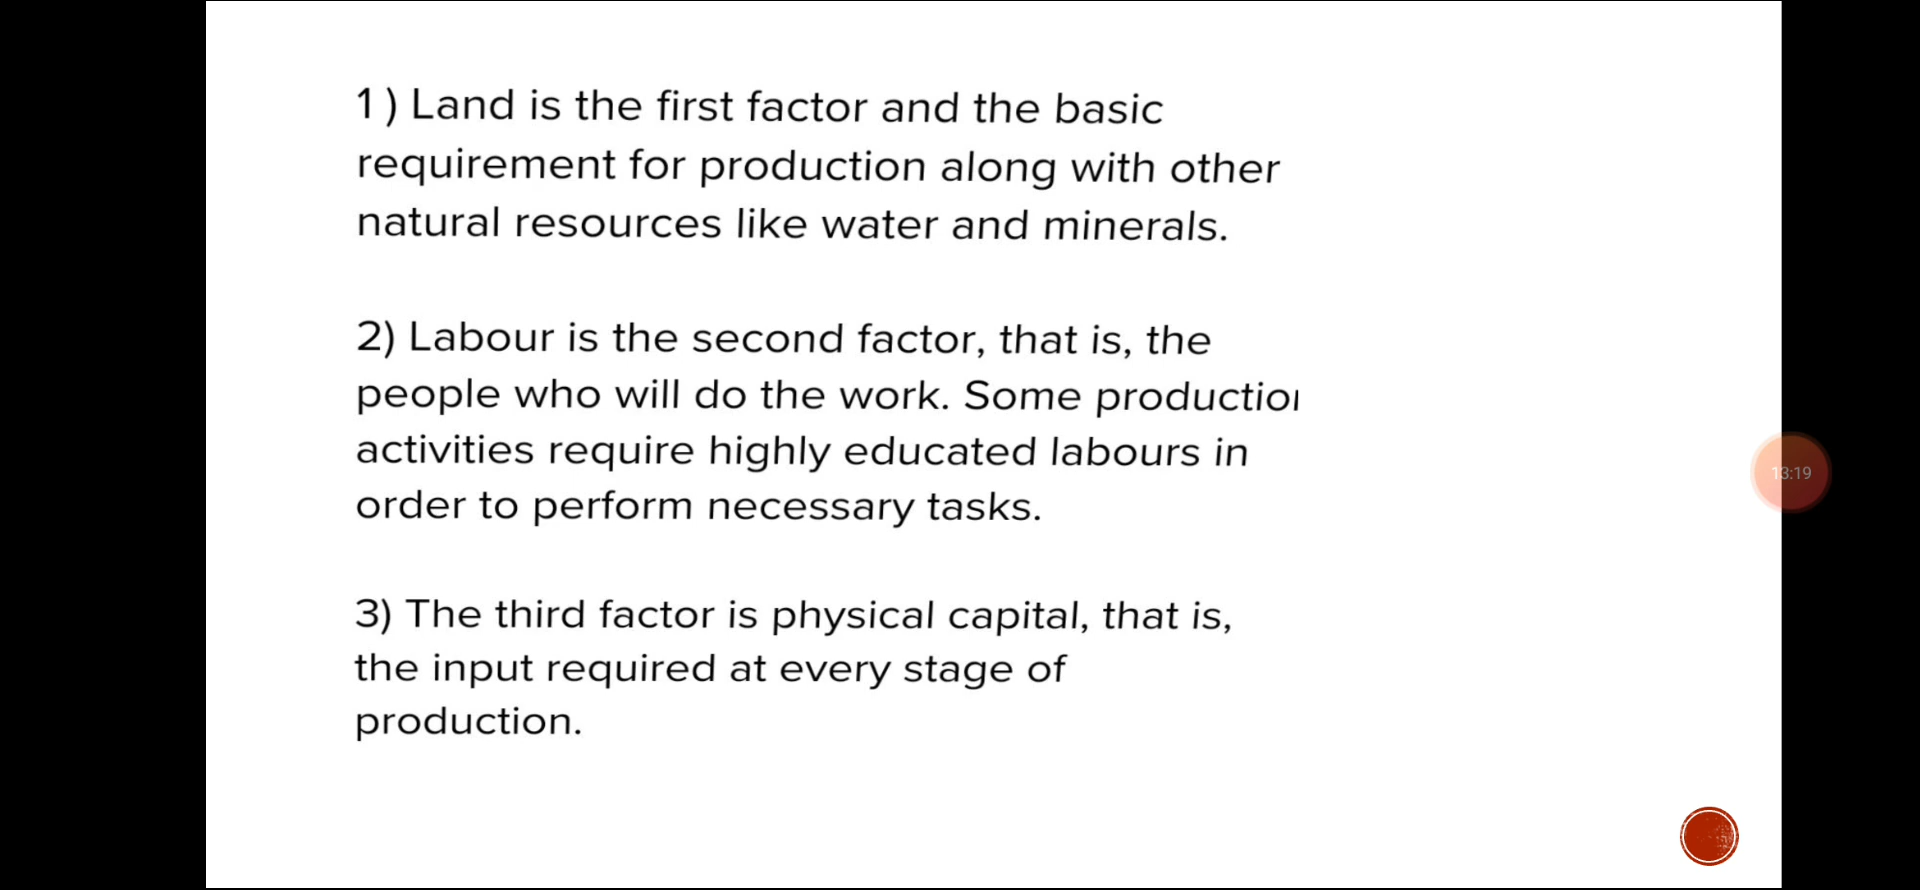 1) Land is the first factor and the basic
requirement for production along with other
natural resources like water and minerals.
2) Labour is the second factor, that is, the
people who will do the work. Some productio
activities require highly educated labours in
order to perform necessary tasks.
3) The third factor is physical capital, that is,
the input required at every stage of
production.
13:19